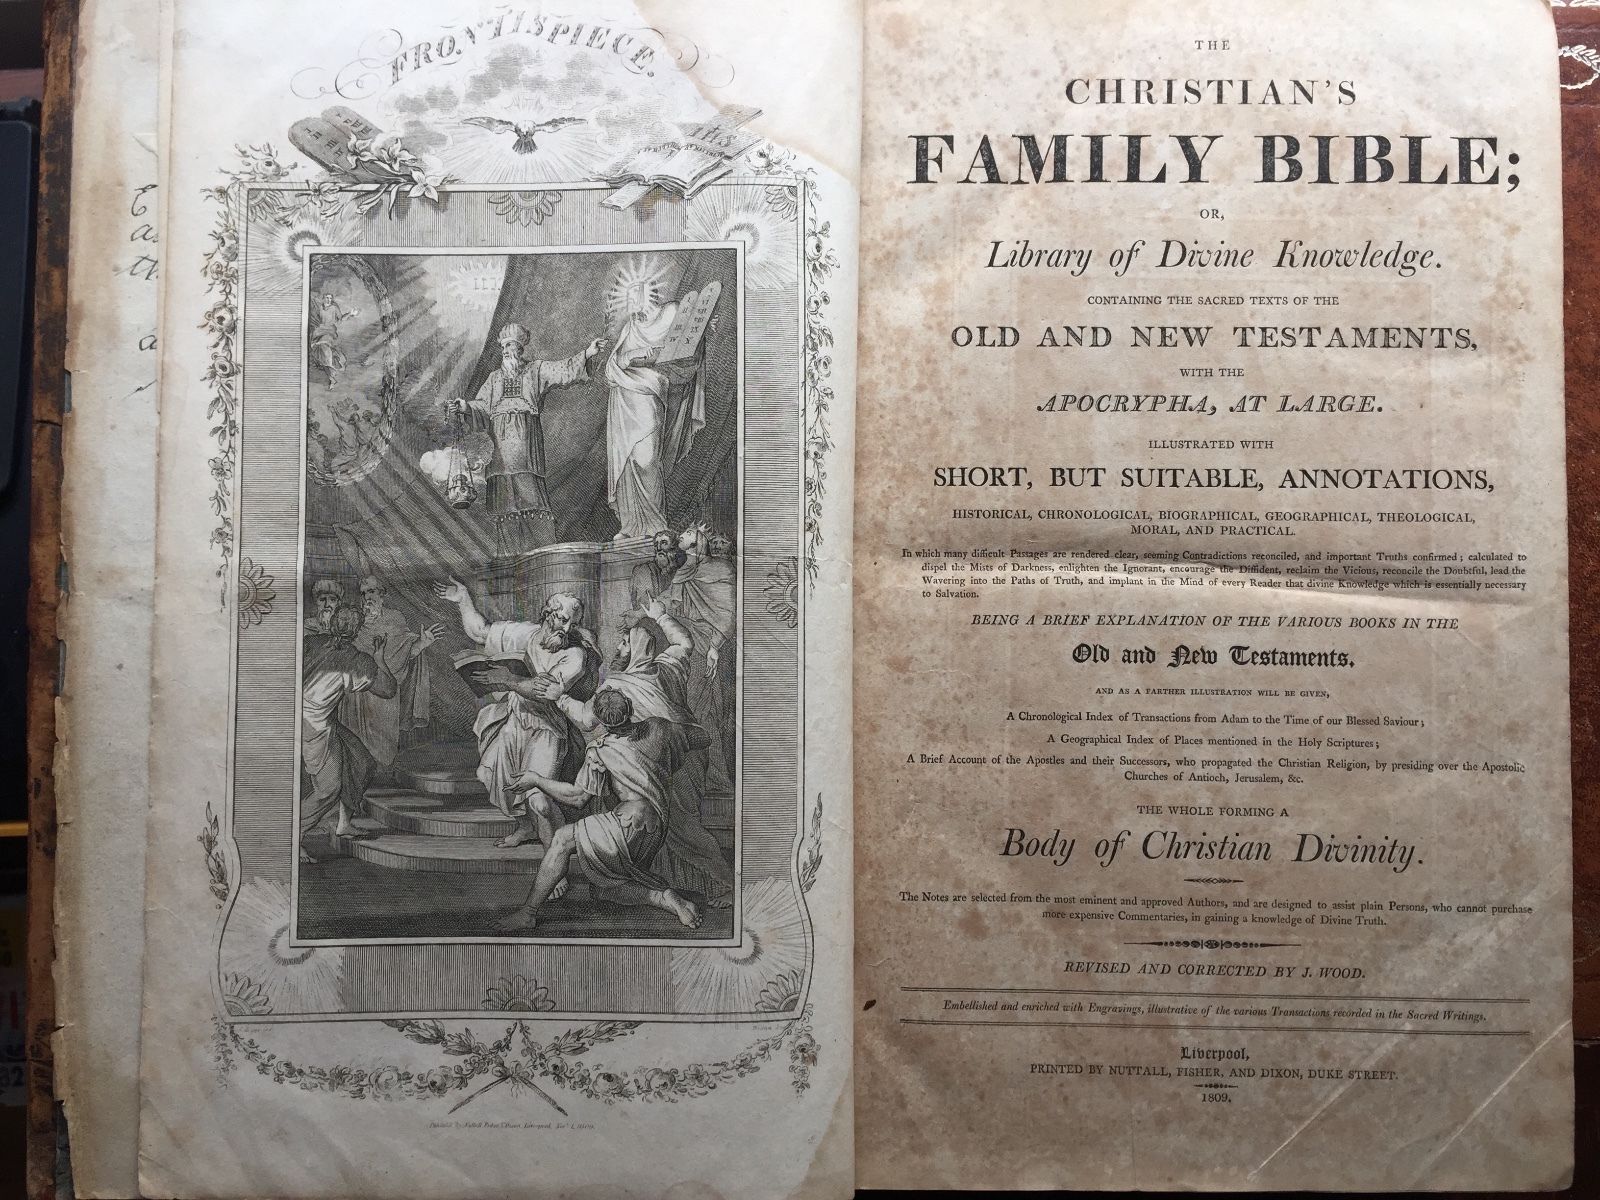 FRONTISPIECE.
IHS
THE
CHRISTIAN'S
FAMILY BIBLE;
OR,
Library of Divine Knowledge.
CONTAINING THE SACRED TEXTS OF THE
OLD AND NEW TESTAMENTS,
WITH THE
APOCRYPHA, AT LARGE.
ILLUSTRATED WITH
SHORT, BUT SUITABLE, ANNOTATIONS,
HISTORICAL, CHRONOLOGICAL, BIOGRAPHICAL, GEOGRAPHICAL, THEOLOGICAL,
MORAL, AND PRACTICAL.
In which many difficult Passages are rendered clear, seeming Contradictions reconciled, and important Truths confirmed; calculated to
dispel the Mists of Darkness, enlighten the Ignorant, encourage the Diffident, reclaim the Vicious, reconcile the Doubtful, lead the
Wavering into the Paths of Truth, and implant in the Mind of every Reader that divine Knowledge which is essentially necessary
to Salvation.
BEING A BRIEF EXPLANATION OF THE VARIOUS BOOKS IN THE
Old and New Testaments.
AND AS A FARTHER ILLUSTRATION WILL BE GIVEN,
A Chronological Index of Transactions from Adam to the Time of our Blessed Saviour;
A Geographical Index of Places mentioned in the Holy Scriptures;
A Brief Account of the Apostles and their Successors, who propagated the Christian Religion, by presiding over the Apostolic
Churches of Antioch, Jerusalem, &c.
THE WHOLE FORMING A
Body of Christian Divinity.
The Notes are selected from the most eminent and approved Authors, and are designed to assist plain Persons, who cannot purchase
more expensive Commentaries, in gaining a knowledge of Divine Truth.
REVISED AND CORRECTED BY J. WOOD.
Embellished and enriched with Engravings, illustrative of the various Transactions recorded in the Sacred Writings.
Liverpool,
PRINTED BY NUTTALL, FISHER, AND DIXON, DUKE STREET.
1809.